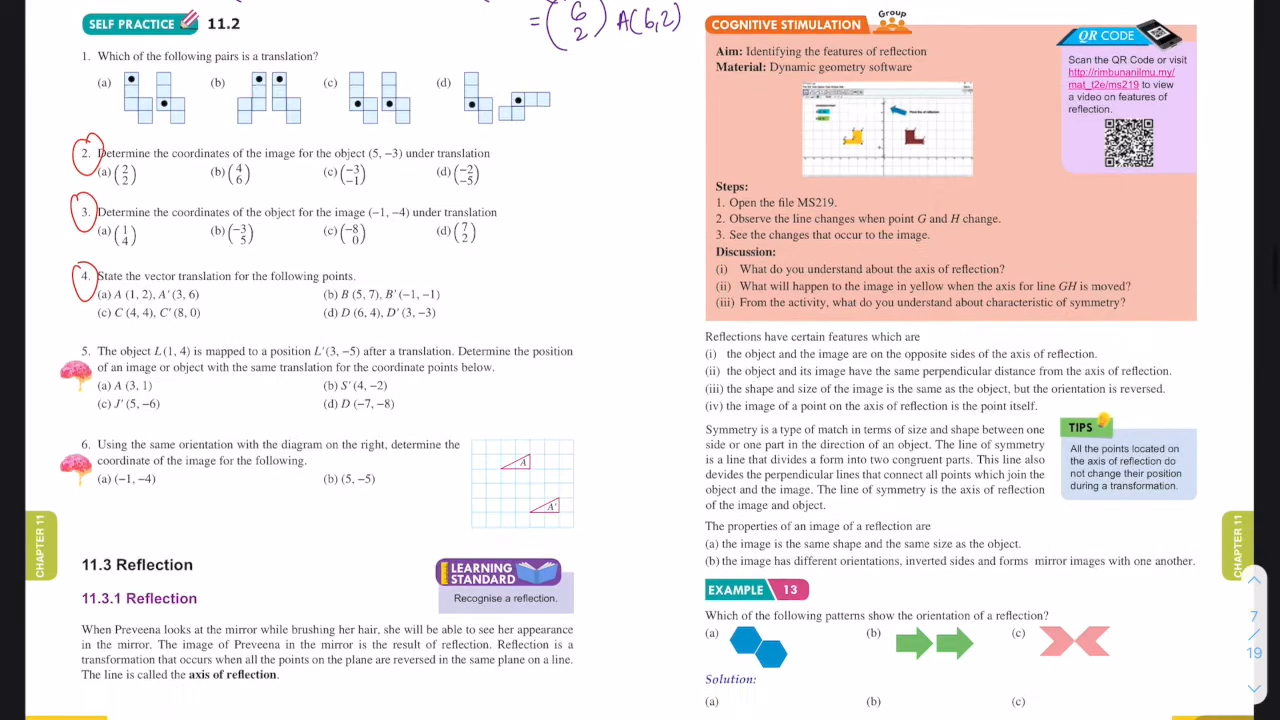 = (6 2) A(6,2)
SELF PRACTICE 11.2
1. Which of the following pairs is a translation?
(a) (b) (c) (d)
2. Determine the coordinates of the image for the object (5, −3) under translation
(a) (2 2) (b) (4 6) (c) (−3 −1) (d) (−2 −5)
3. Determine the coordinates of the object for the image (−1, −4) under translation
(a) (1 4) (b) (−3 5) (c) (−8 0) (d) (7 2)
4. State the vector translation for the following points.
(a) A (1, 2), A′ (3, 6) (b) B (5, 7), B′ (−1, −1)
(c) C (4, 4), C′ (8, 0) (d) D (6, 4), D′ (3, −3)
5. The object L(1, 4) is mapped to a position L′(3, −5) after a translation. Determine the position
of an image or object with the same translation for the coordinate points below.
(a) A (3, 1) (b) S′ (4, −2)
(c) J′ (5, −6) (d) D (−7, −8)
6. Using the same orientation with the diagram on the right, determine the
coordinate of the image for the following.
(a) (−1, −4) (b) (5, −5)
A
A′
CHAPTER 11
11.3 Reflection
11.3.1 Reflection
LEARNING
STANDARD
Recognise a reflection.
When Preveena looks at the mirror while brushing her hair, she will be able to see her appearance
in the mirror. The image of Preveena in the mirror is the result of reflection. Reflection is a
transformation that occurs when all the points on the plane are reversed in the same plane on a line.
The line is called the axis of reflection.
COGNITIVE STIMULATION Group
Aim: Identifying the features of reflection
Material: Dynamic geometry software
QR CODE
Scan the QR Code or visit
http://rimbunanilmu.my/
mat_t2e/ms219 to view
a video on features of
reflection.
Steps:
1. Open the file MS219.
2. Observe the line changes when point G and H change.
3. See the changes that occur to the image.
Discussion:
(i) What do you understand about the axis of reflection?
(ii) What will happen to the image in yellow when the axis for line GH is moved?
(iii) From the activity, what do you understand about characteristic of symmetry?
Reflections have certain features which are
(i) the object and the image are on the opposite sides of the axis of reflection.
(ii) the object and its image have the same perpendicular distance from the axis of reflection.
(iii) the shape and size of the image is the same as the object, but the orientation is reversed.
(iv) the image of a point on the axis of reflection is the point itself.
Symmetry is a type of match in terms of size and shape between one
side or one part in the direction of an object. The line of symmetry
is a line that divides a form into two congruent parts. This line also
devides the perpendicular lines that connect all points which join the
object and the image. The line of symmetry is the axis of reflection
of the image and object.
TIPS
All the points located on
the axis of reflection do
not change their position
during a transformation.
The properties of an image of a reflection are
(a) the image is the same shape and the same size as the object.
(b) the image has different orientations, inverted sides and forms mirror images with one another.
EXAMPLE 13
Which of the following patterns show the orientation of a reflection?
(a) (b) (c)
Solution:
(a) (b) (c)
CHAPTER 11
7
/
19